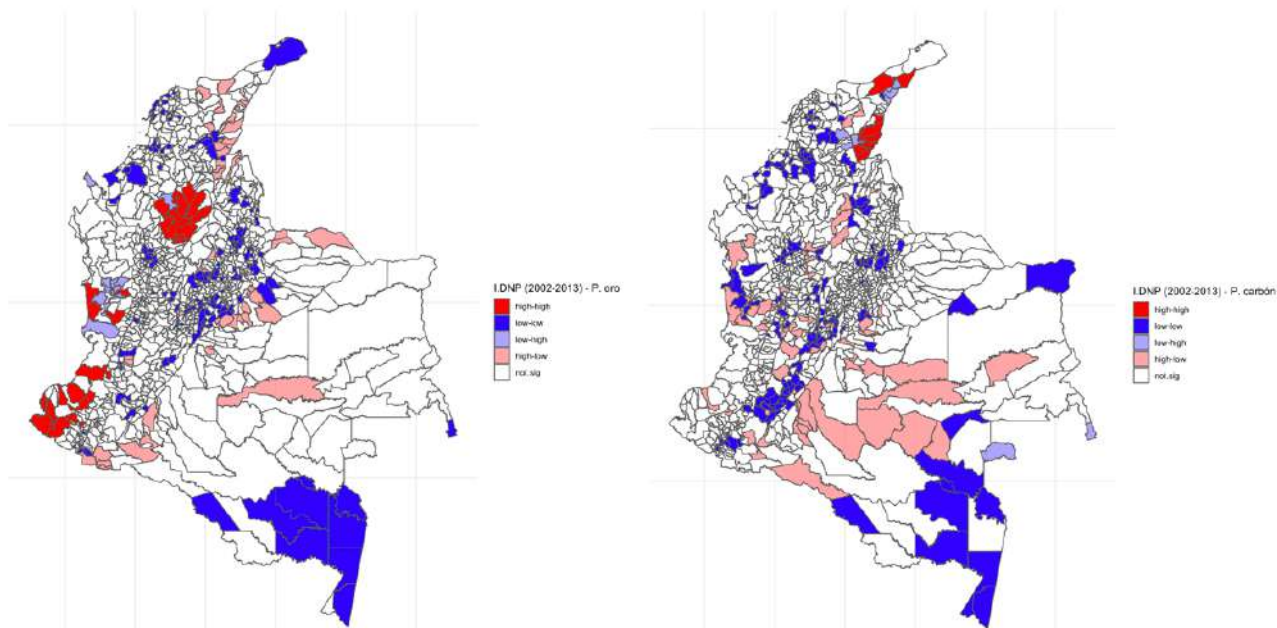 I.DNP (2002-2013) - P. oro
high-high
low-low
low-high
high-low
not.sig
I.DNP (2002-2013) - P. carbón
high-high
low-low
low-high
high-low
not.sig